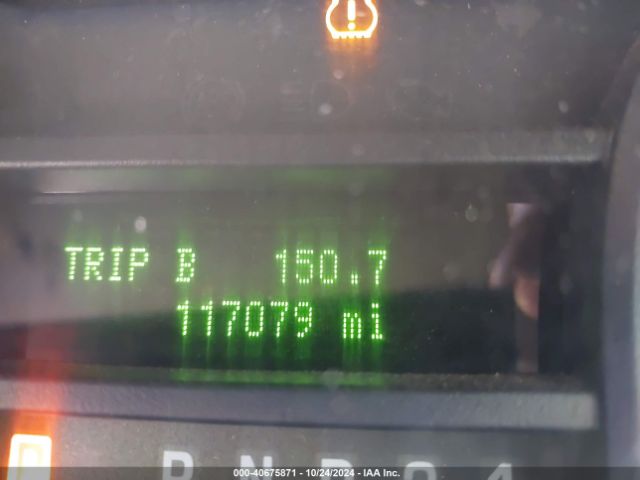 TRIP B 150.7
117079 mi
P R N D
000-40675871 - 10/24/2024 - IAA Inc.